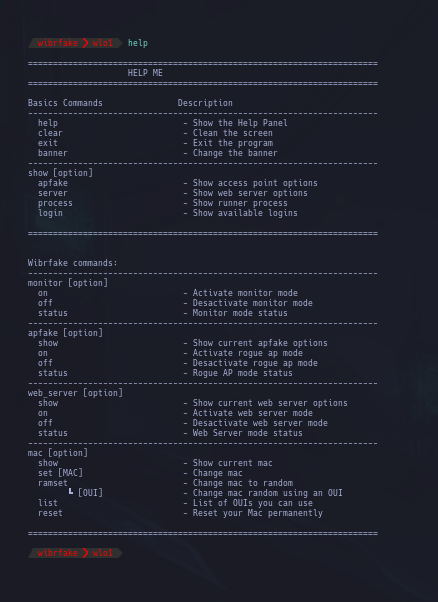 wibrfake ❯ wlo1 help
======================================================================
HELP ME
======================================================================
Basics Commands Description
----------------------------------------------------------------------
help - Show the Help Panel
clear - Clean the screen
exit - Exit the program
banner - Change the banner
----------------------------------------------------------------------
show [option]
apfake - Show access point options
server - Show web server options
process - Show runner process
login - Show available logins
======================================================================
Wibrfake commands:
----------------------------------------------------------------------
monitor [option]
on - Activate monitor mode
off - Desactivate monitor mode
status - Monitor mode status
----------------------------------------------------------------------
apfake [option]
show - Show current apfake options
on - Activate rogue ap mode
off - Desactivate rogue ap mode
status - Rogue AP mode status
----------------------------------------------------------------------
web_server [option]
show - Show current web server options
on - Activate web server mode
off - Desactivate web server mode
status - Web Server mode status
----------------------------------------------------------------------
mac [option]
show - Show current mac
set [MAC] - Change mac
ramset - Change mac to random
┗ [OUI] - Change mac random using an OUI
list - List of OUIs you can use
reset - Reset your Mac permanently
======================================================================
wibrfake ❯ wlo1